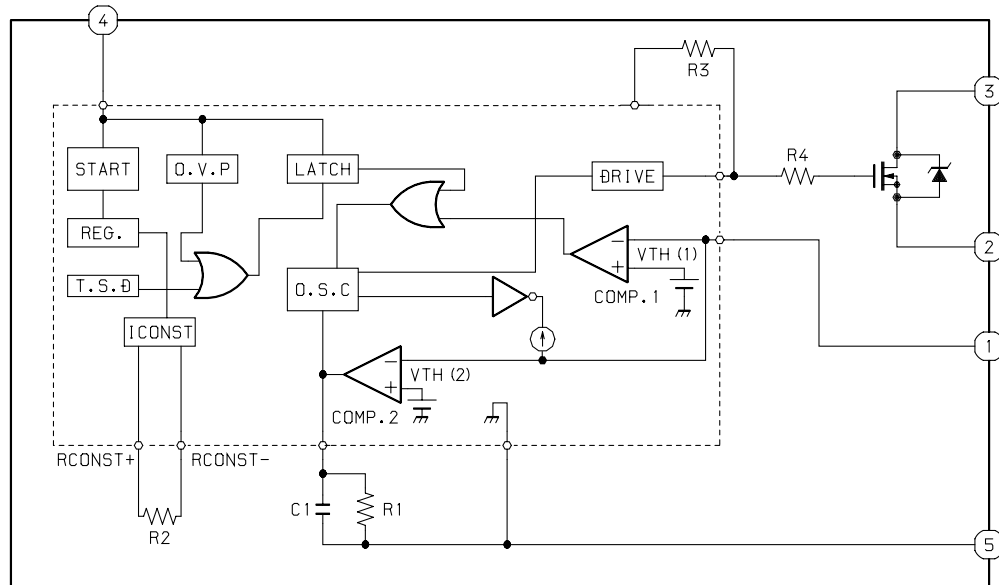 4
R3
3
START
O.V.P
LATCH
DRIVE
R4
REG.
VTH (1)
2
T.S.D
O.S.C
COMP.1
ICONST
1
VTH (2)
COMP.2
RCONST+
RCONST-
C1
R1
R2
5